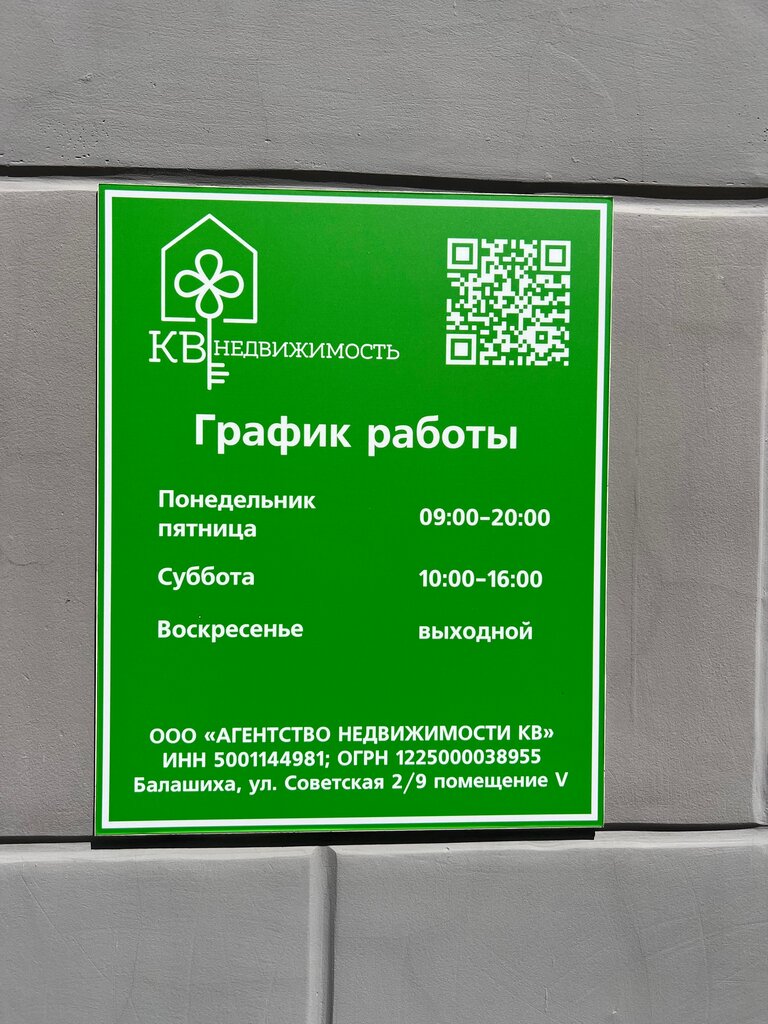 КВ НЕДВИЖИМОСТЬ
График работы
Понедельник
пятница
09:00-20:00
Суббота 10:00-16:00
Воскресенье выходной
ООО «АГЕНТСТВО НЕДВИЖИМОСТИ КВ»
ИНН 5001144981; ОГРН 1225000038955
Балашиха, ул. Советская 2/9 помещение V